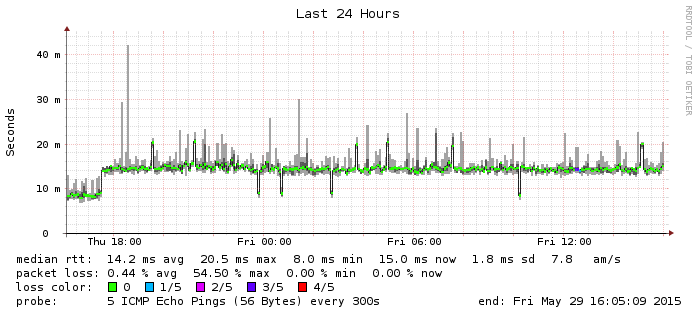 Last 24 Hours
RRDTOOL / TOBI OETIKER
Seconds
40 m
30 m
20 m
10 m
0
Thu 18:00 Fri 00:00 Fri 06:00 Fri 12:00
median rtt: 14.2 ms avg 20.5 ms max 8.0 ms min 15.0 ms now 1.8 ms sd 7.8 am/s
packet loss: 0.44 % avg 54.50 % max 0.00 % min 0.00 % now
loss color: 0 1/5 2/5 3/5 4/5
probe: 5 ICMP Echo Pings (56 Bytes) every 300s end: Fri May 29 16:05:09 2015